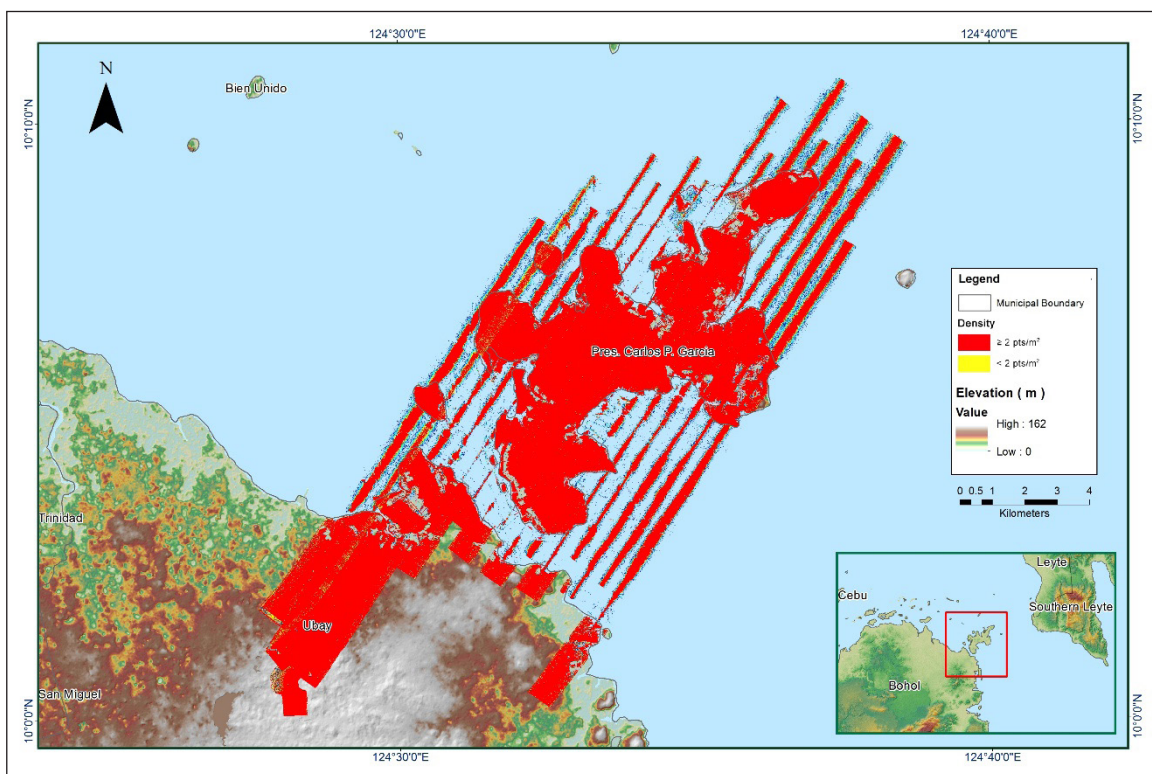 124°30'0"E
124°40'0"E
N
Bien Unido
10°10'0"N
10°10'0"N
Legend
Municipal Boundary
Density
≥ 2 pts/m²
< 2 pts/m²
Elevation ( m )
Value
High : 162
Low : 0
Pres. Carlos P. Garcia
0 0.5 1 2 3 4
Kilometers
Trinidad
Ubay
San Miguel
Leyte
Cebu
Southern Leyte
Bohol
10°0'0"N
10°0'0"N
124°30'0"E
124°40'0"E